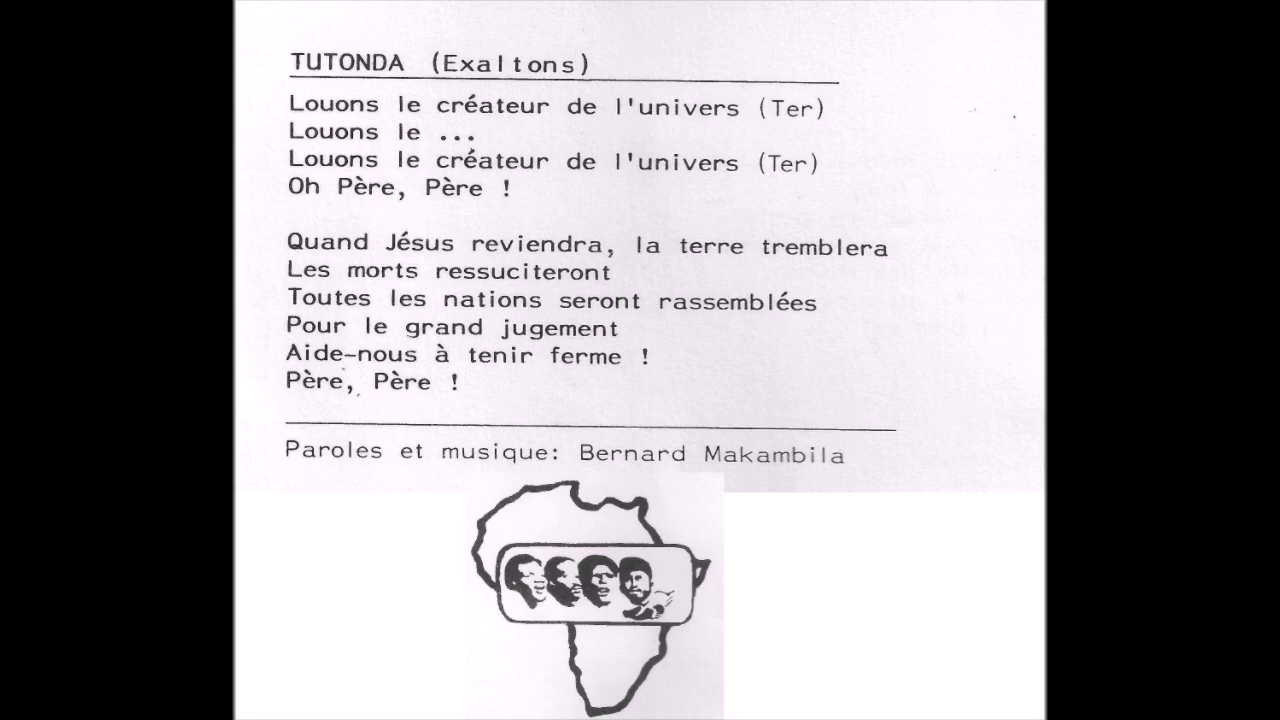 TUTONDA (Exaltons)
Louons le créateur de l'univers (Ter)
Louons le ...
Louons le créateur de l'univers (Ter)
Oh Père, Père !
Quand Jésus reviendra, la terre tremblera
Les morts ressuciteront
Toutes les nations seront rassemblées
Pour le grand jugement
Aide-nous à tenir ferme !
Père, Père !
Paroles et musique: Bernard Makambila